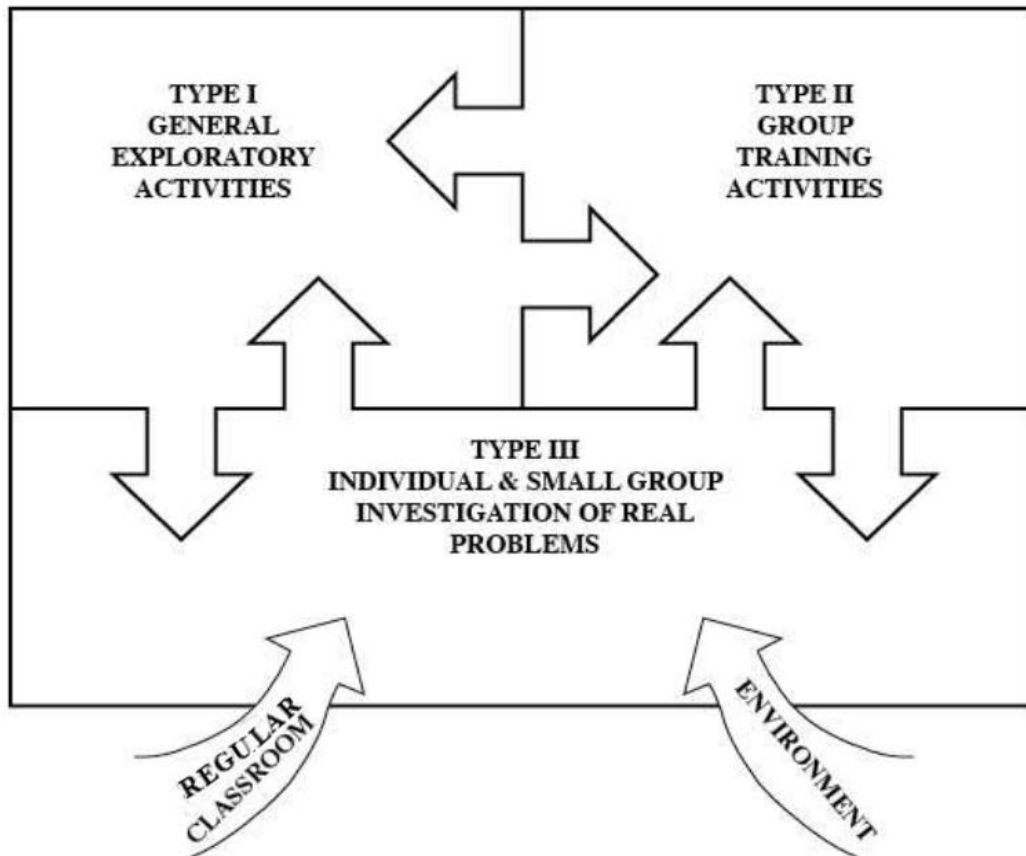 TYPE I
GENERAL
EXPLORATORY
ACTIVITIES
TYPE II
GROUP
TRAINING
ACTIVITIES
TYPE III
INDIVIDUAL & SMALL GROUP
INVESTIGATION OF REAL
PROBLEMS
REGULAR
CLASSROOM
ENVIRONMENT